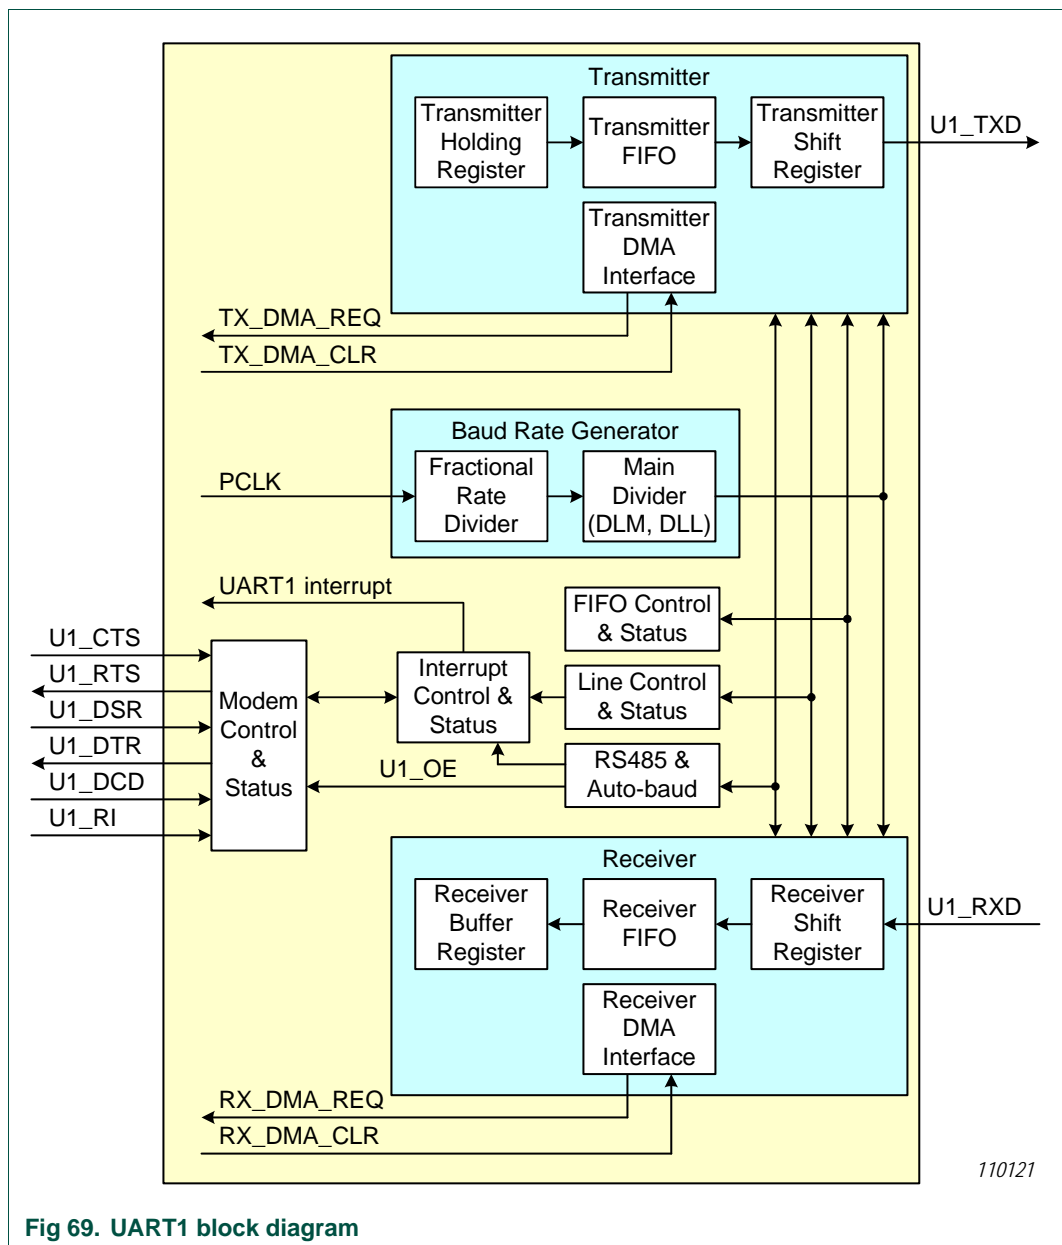 Transmitter
Transmitter
Holding
Register
Transmitter
FIFO
Transmitter
Shift
Register
U1_TXD
Transmitter
DMA
Interface
TX_DMA_REQ
TX_DMA_CLR
Baud Rate Generator
PCLK
Fractional
Rate
Divider
Main
Divider
(DLM, DLL)
UART1 interrupt
FIFO Control
& Status
U1_CTS
U1_RTS
U1_DSR
U1_DTR
U1_DCD
U1_RI
Modem
Control
&
Status
Interrupt
Control &
Status
Line Control
& Status
U1_OE
RS485 &
Auto-baud
Receiver
Receiver
Buffer
Register
Receiver
FIFO
Receiver
Shift
Register
U1_RXD
Receiver
DMA
Interface
RX_DMA_REQ
RX_DMA_CLR
110121
Fig 69. UART1 block diagram